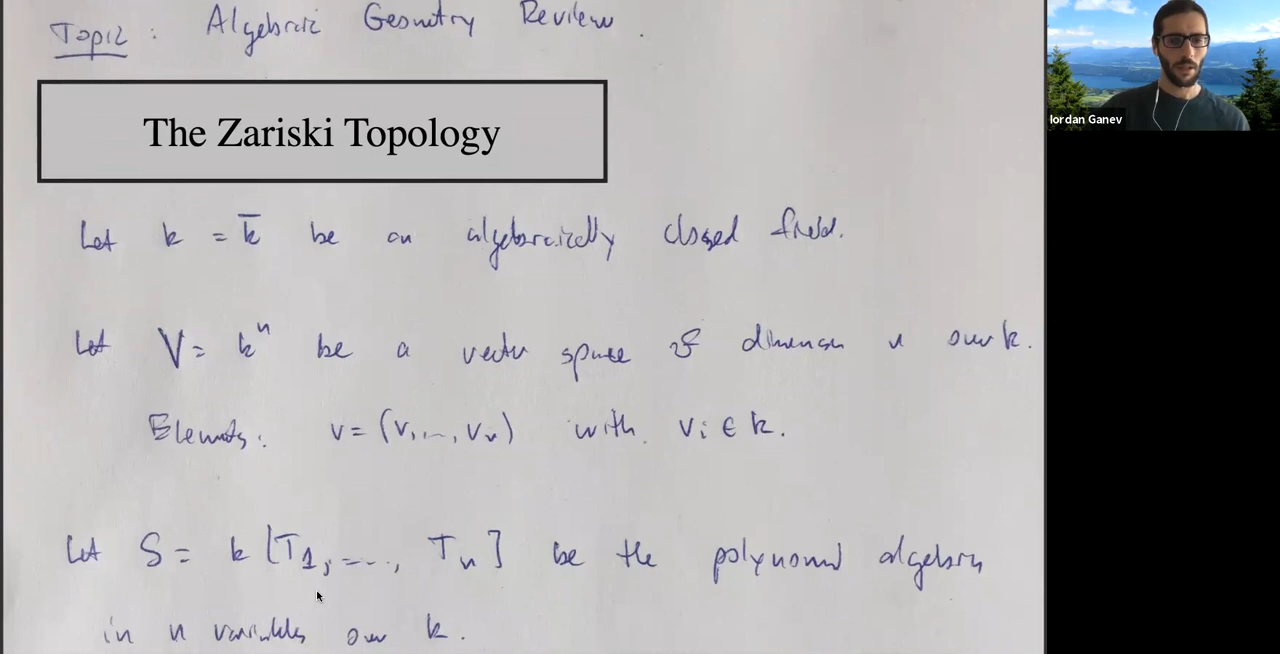 Topic: Algebraic Geometry Review.
The Zariski Topology
Let k = k̅ be an algebraically closed field.
Let V = kⁿ be a vector space of dimension n over k.
Elements: v = (v₁, ..., vₙ) with vᵢ ∈ k.
Let S = k [T₁, ..., Tₙ] be the polynomial algebra
in n variables over k.
Iordan Ganev